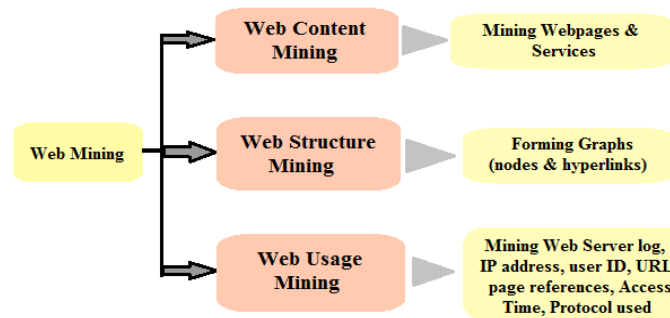 Web Content
Mining
Mining Webpages &
Services
Web Mining
Web Structure
Mining
Forming Graphs
(nodes & hyperlinks)
Web Usage
Mining
Mining Web Server log,
IP address, user ID, URL
page references, Access
Time, Protocol used